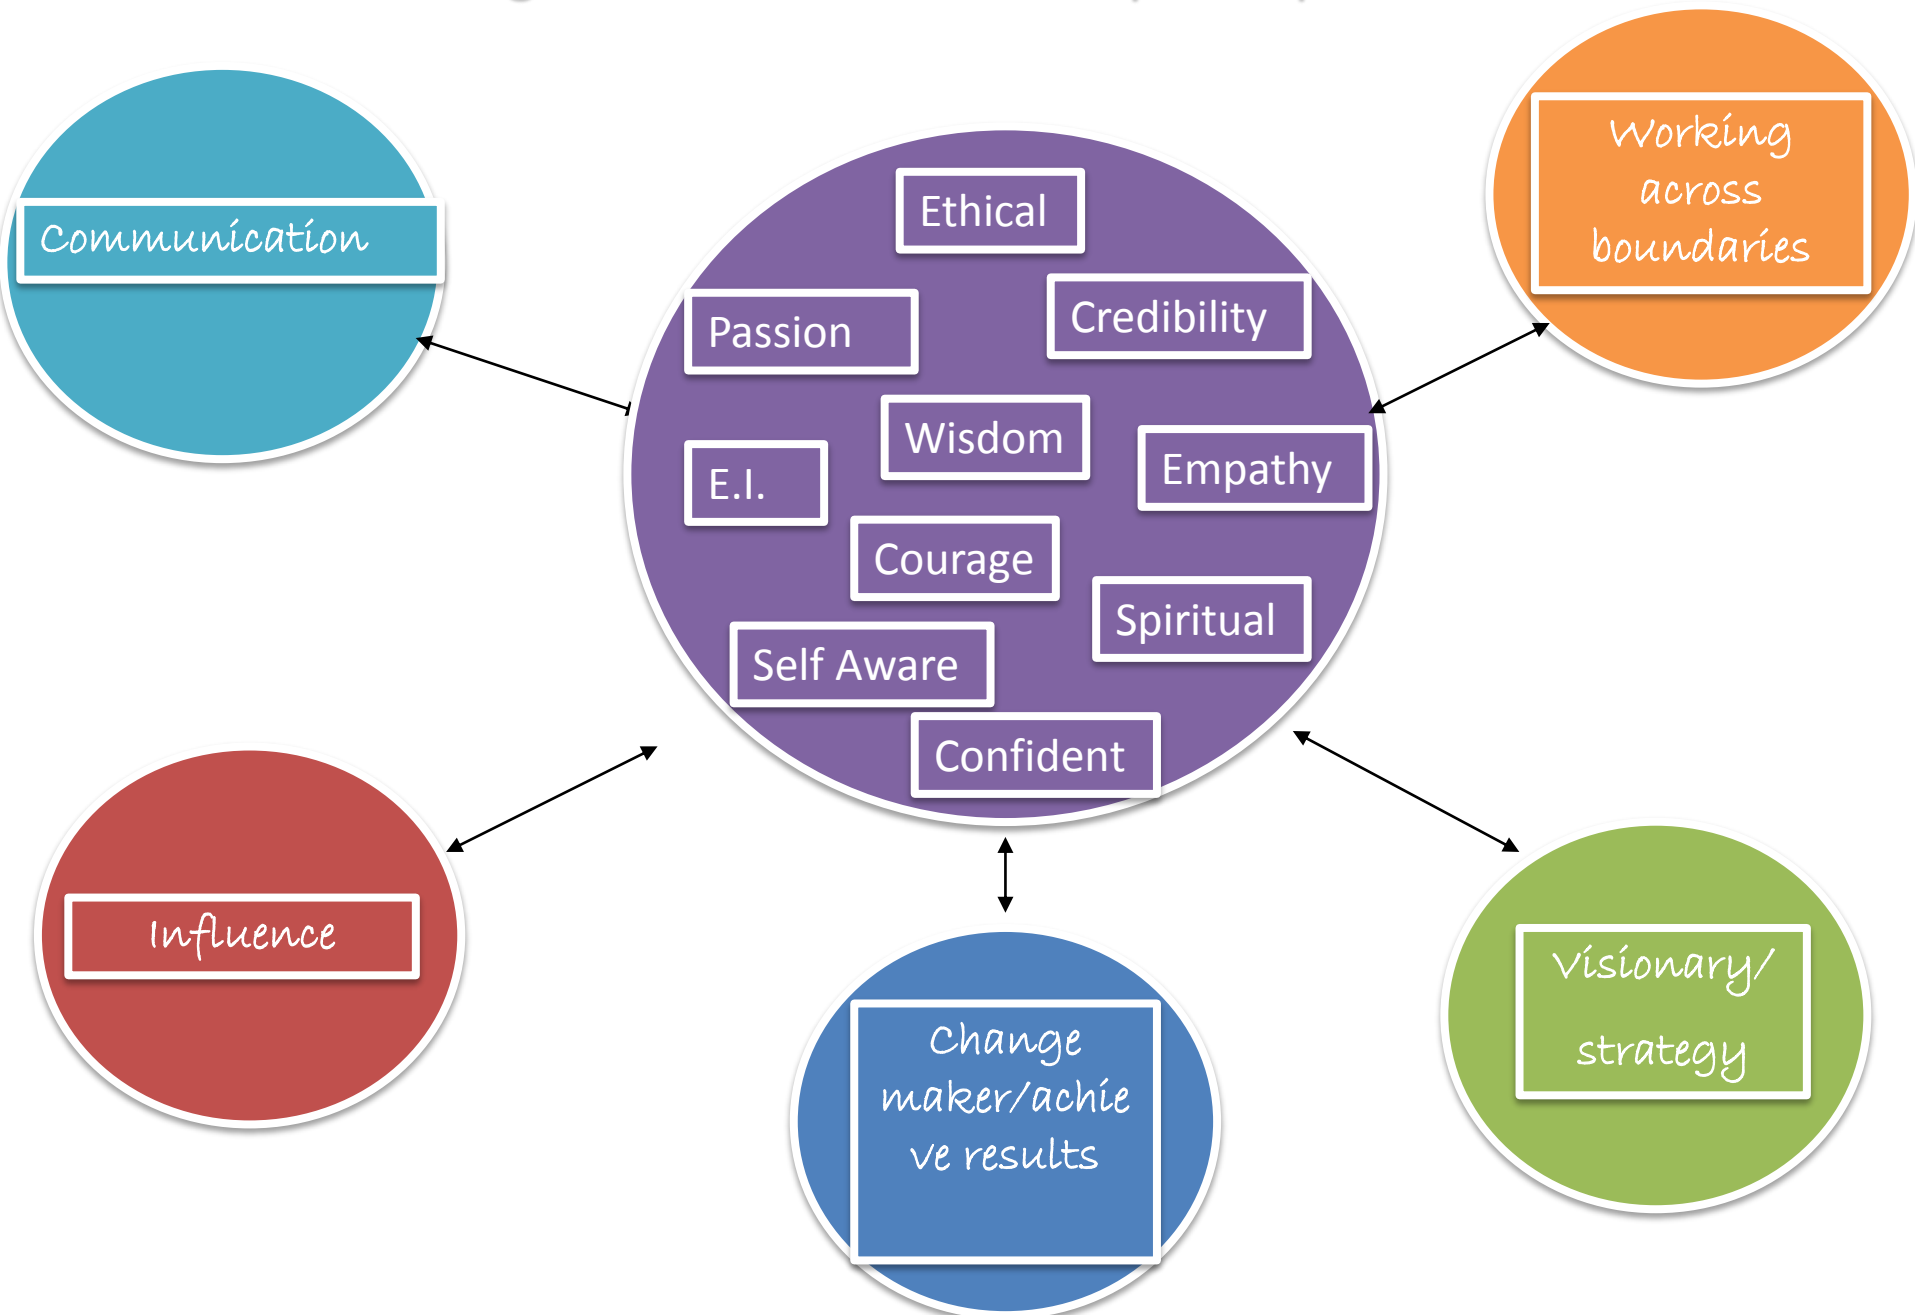 Communication
Working
across
boundaries
Ethical
Passion
Credibility
Wisdom
E.I.
Empathy
Courage
Spiritual
Self Aware
Confident
Influence
Change
maker/achie
ve results
Visionary/
strategy